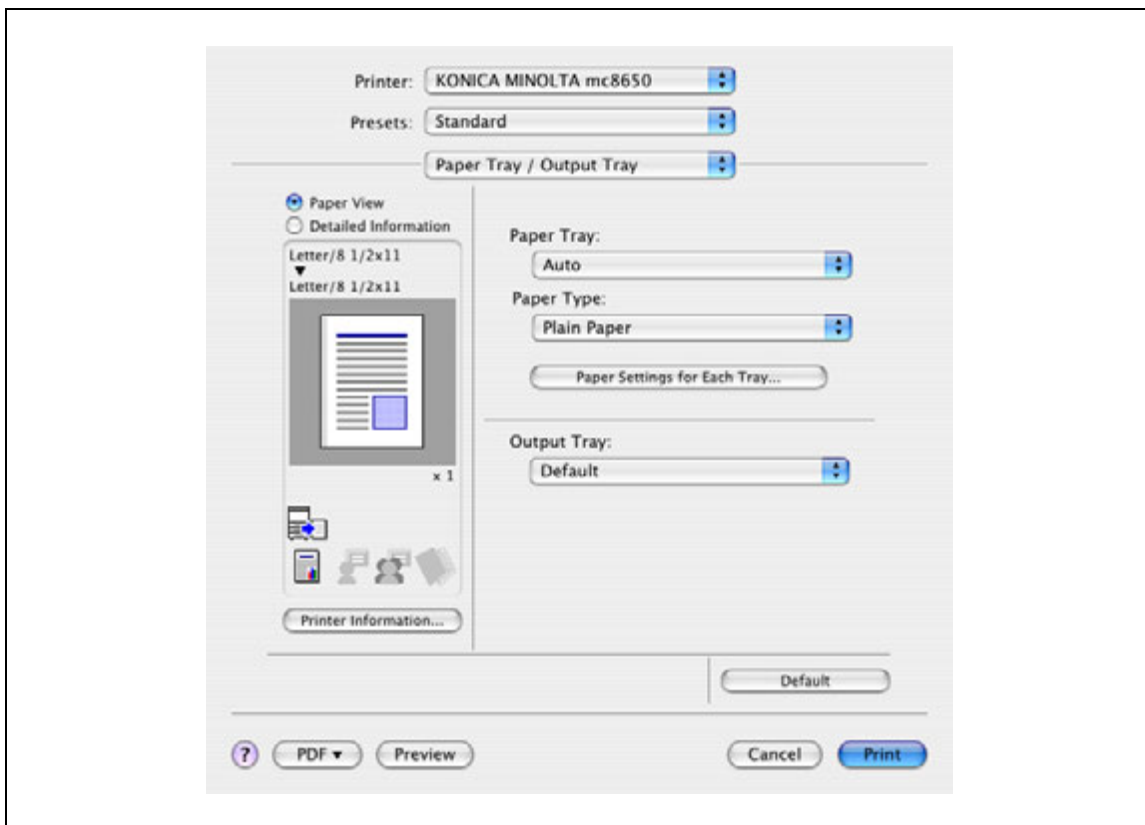 Printer: KONICA MINOLTA mc8650
Presets: Standard
Paper Tray / Output Tray
Paper View
Detailed Information
Letter/8 1/2x11
Letter/8 1/2x11
x 1
Printer Information...
Paper Tray:
Auto
Paper Type:
Plain Paper
Paper Settings for Each Tray...
Output Tray:
Default
Default
? PDF ▼ Preview Cancel Print